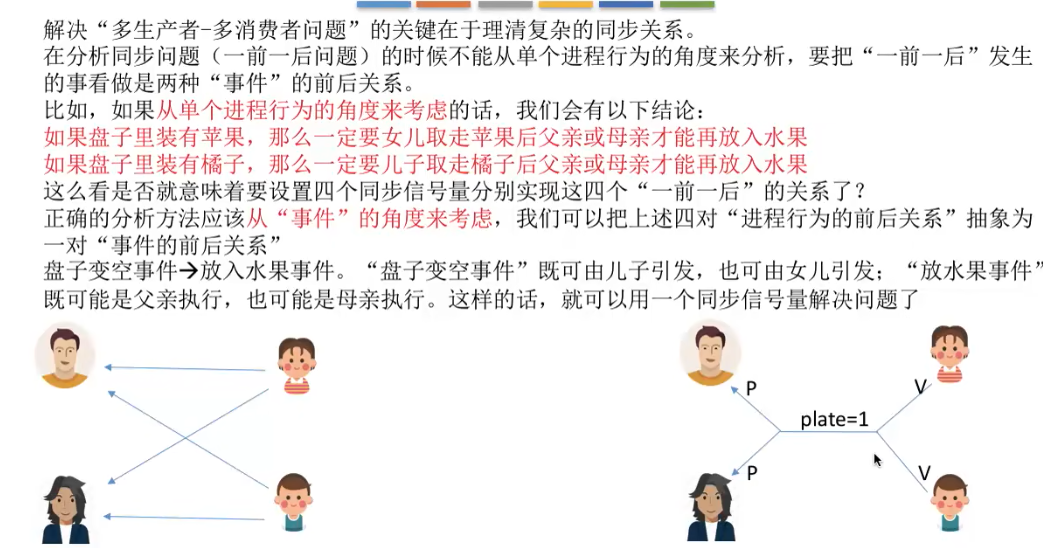 解决“多生产者-多消费者问题”的关键在于理清复杂的同步关系。
在分析同步问题（一前一后问题）的时候不能从单个进程行为的角度来分析，要把“一前一后”发生
的事看做是两种“事件”的前后关系。
比如，如果从单个进程行为的角度来考虑的话，我们会有以下结论：
如果盘子里装有苹果，那么一定要女儿取走苹果后父亲或母亲才能再放入水果
如果盘子里装有橘子，那么一定要儿子取走橘子后父亲或母亲才能再放入水果
这么看是否就意味着要设置四个同步信号量分别实现这四个“一前一后”的关系了？
正确的分析方法应该从“事件”的角度来考虑，我们可以把上述四对“进程行为的前后关系”抽象为
一对“事件的前后关系”
盘子变空事件→放入水果事件。“盘子变空事件”既可由儿子引发，也可由女儿引发；“放水果事件”
既可能是父亲执行，也可能是母亲执行。这样的话，就可以用一个同步信号量解决问题了
P
V
plate=1
P
V